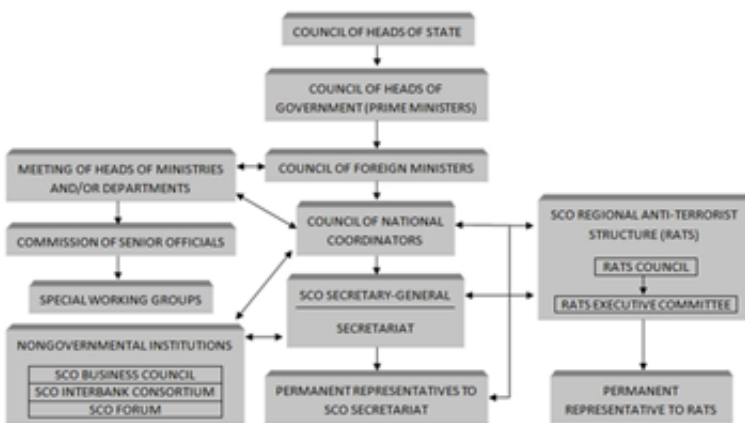 COUNCIL OF HEADS OF STATE
COUNCIL OF HEADS OF
GOVERNMENT (PRIME MINISTERS)
MEETING OF HEADS OF MINISTRIES
AND/OR DEPARTMENTS
COUNCIL OF FOREIGN MINISTERS
COMMISSION OF SENIOR OFFICIALS
COUNCIL OF NATIONAL
COORDINATORS
SCO REGIONAL ANTI-TERRORIST
STRUCTURE (RATS)
RATS COUNCIL
RATS EXECUTIVE COMMITTEE
SPECIAL WORKING GROUPS
SCO SECRETARY-GENERAL
SECRETARIAT
NONGOVERNMENTAL INSTITUTIONS
SCO BUSINESS COUNCIL
SCO INTERBANK CONSORTIUM
SCO FORUM
PERMANENT REPRESENTATIVES TO
SCO SECRETARIAT
PERMANENT
REPRESENTATIVE TO RATS